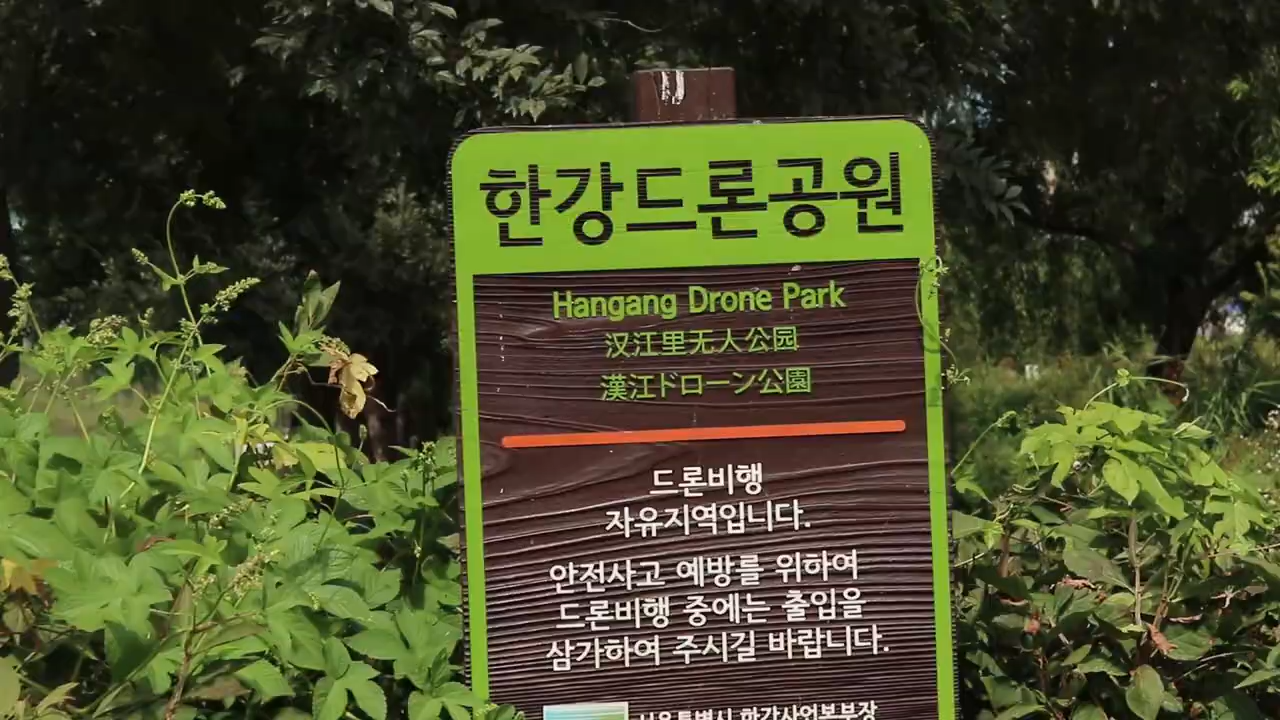 한강드론공원
Hangang Drone Park
汉江里无人公园
漢江ドローン公園
드론비행
자유지역입니다.
안전사고 예방를 위하여
드론비행 중에는 출입을
삼가하여 주시길 바랍니다.
서울특별시 한강사업본부장